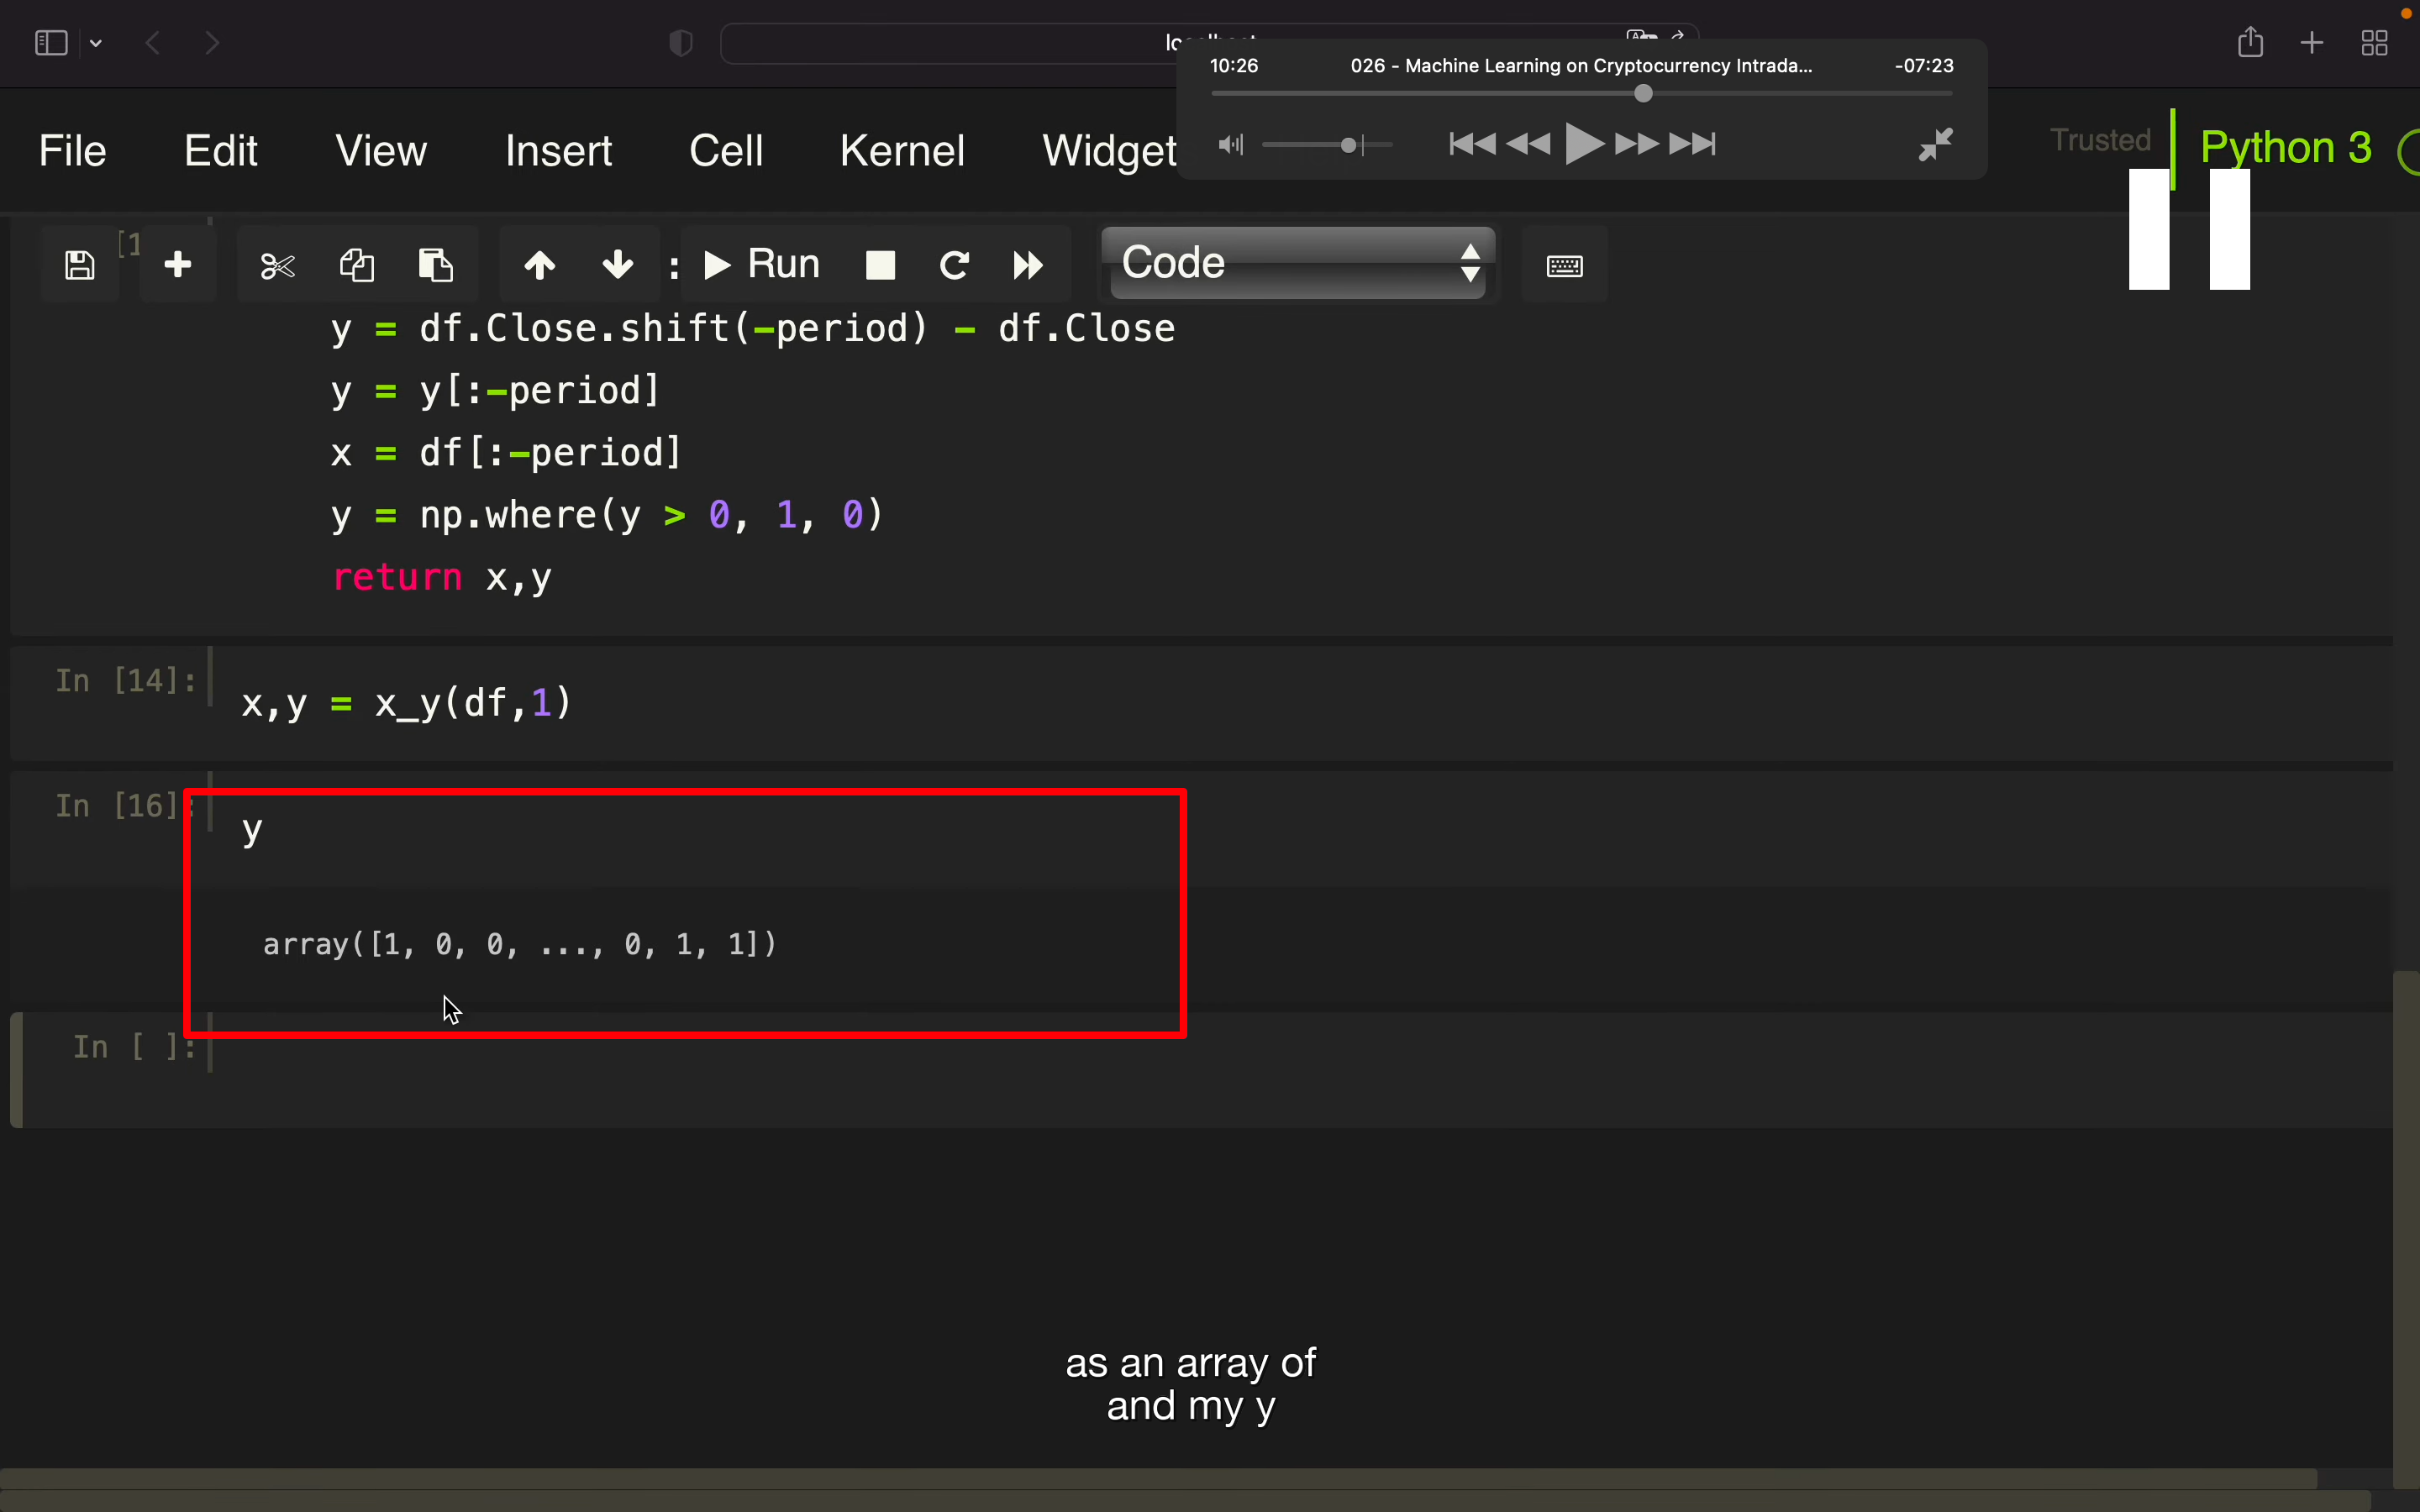 10:26 026 - Machine Learning on Cryptocurrency Intrada... -07:23
File Edit View Insert Cell Kernel Widget Trusted Python 3
[1 : Run Code
y = df.Close.shift(-period) - df.Close
y = y[:-period]
x = df[:-period]
y = np.where(y > 0, 1, 0)
return x,y
In [14]: x,y = x_y(df,1)
In [16]: y
array([1, 0, 0, ..., 0, 1, 1])
In [ ]:
as an array of
and my y